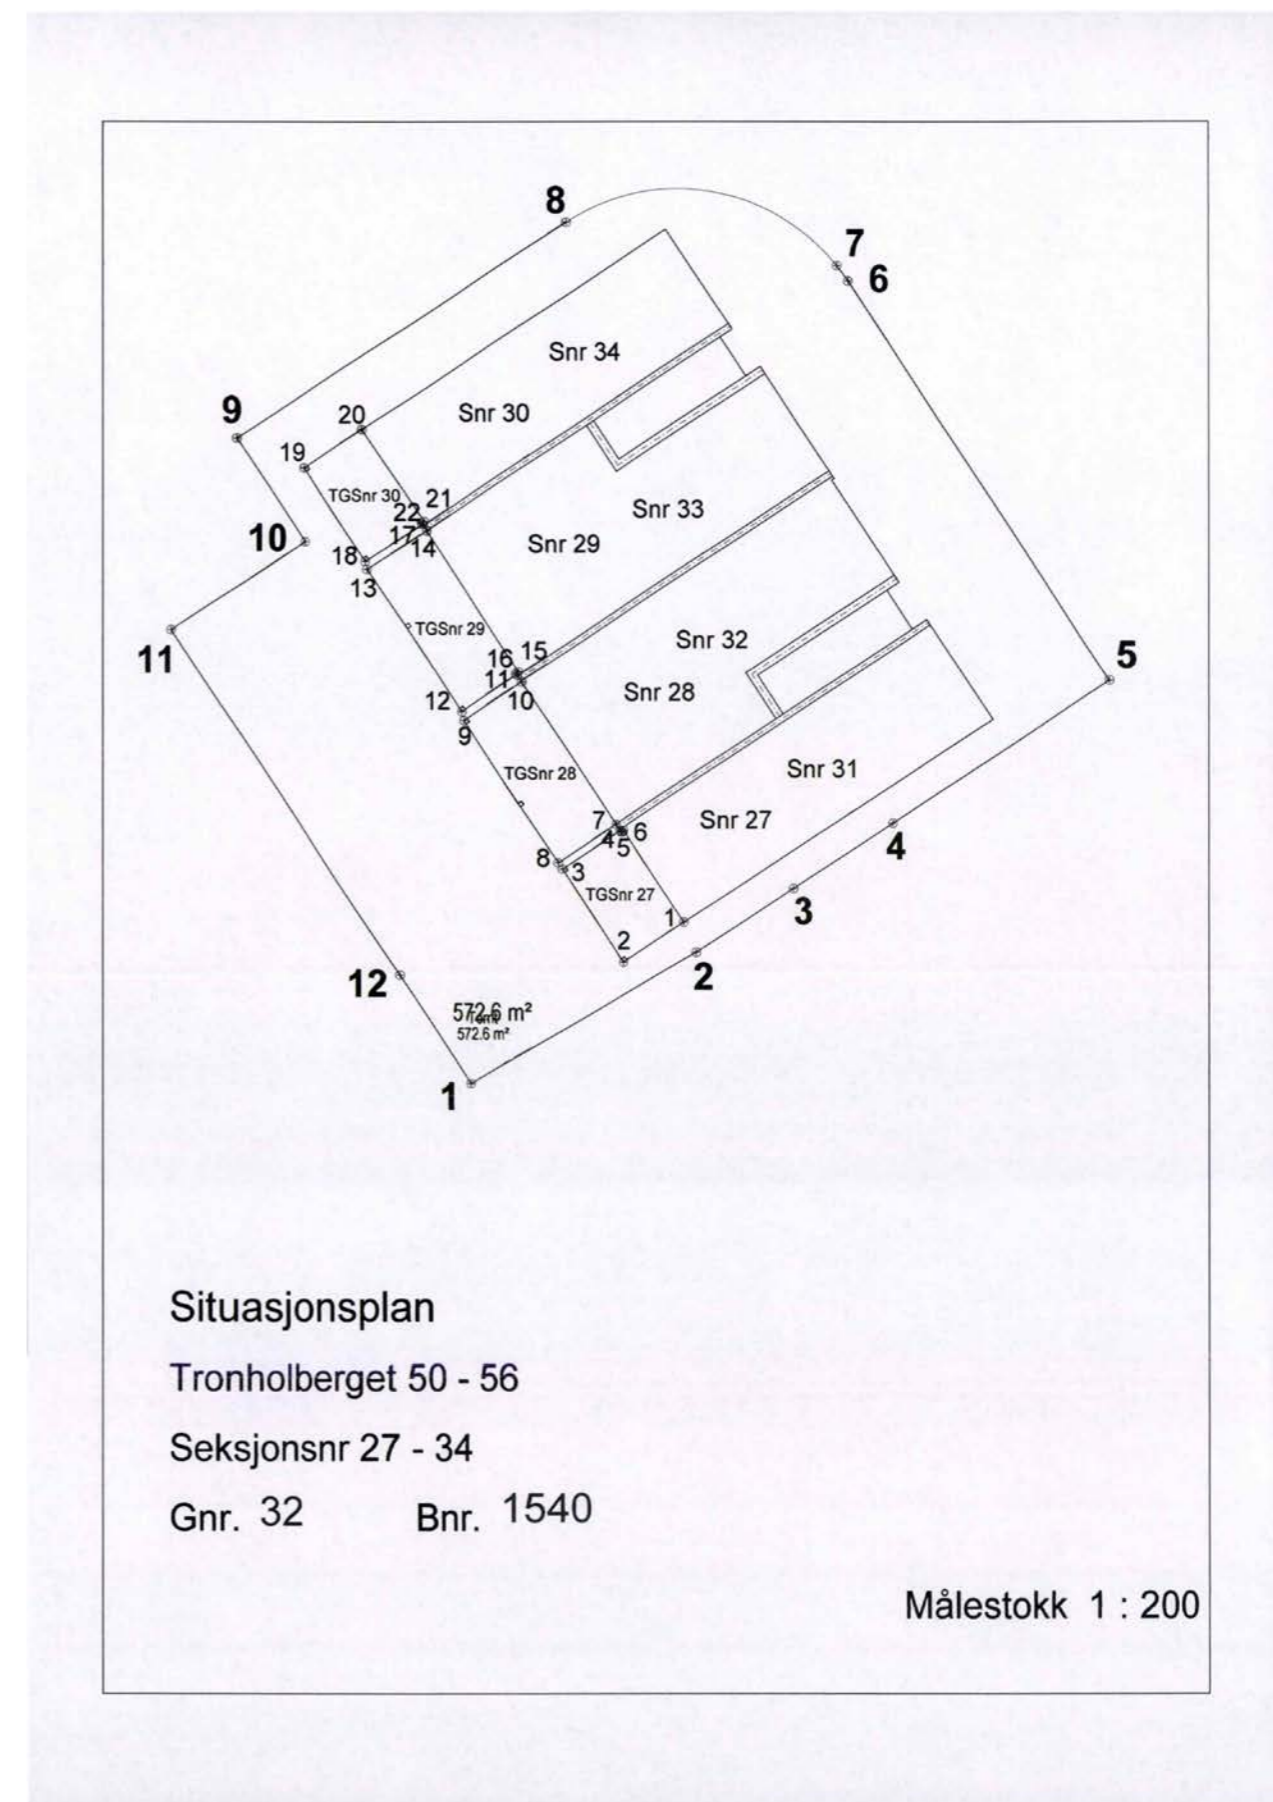 8
7
6
Snr 34
9
20
Snr 30
19
TGSnr 30
21
22
Snr 33
10
17
14
Snr 29
18
13
TGSnr 29
11
Snr 32
15
16
5
11
10
Snr 28
12
9
TGSnr 28
Snr 31
7
6
Snr 27
4
5
4
8
3
TGSnr 27
3
1
2
2
12
572.6 m²
572.6 m²
1
Situasjonsplan
Tronholberget 50 - 56
Seksjonsnr 27 - 34
Gnr. 32 Bnr. 1540
Målestokk 1 : 200